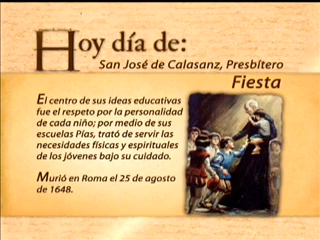 Hoy día de:
San José de Calasanz, Presbítero
Fiesta
El centro de sus ideas educativas
fue el respeto por la personalidad
de cada niño; por medio de sus
escuelas Pías, trató de servir las
necesidades físicas y espirituales
de los jóvenes bajo su cuidado.
Murió en Roma el 25 de agosto
de 1648.